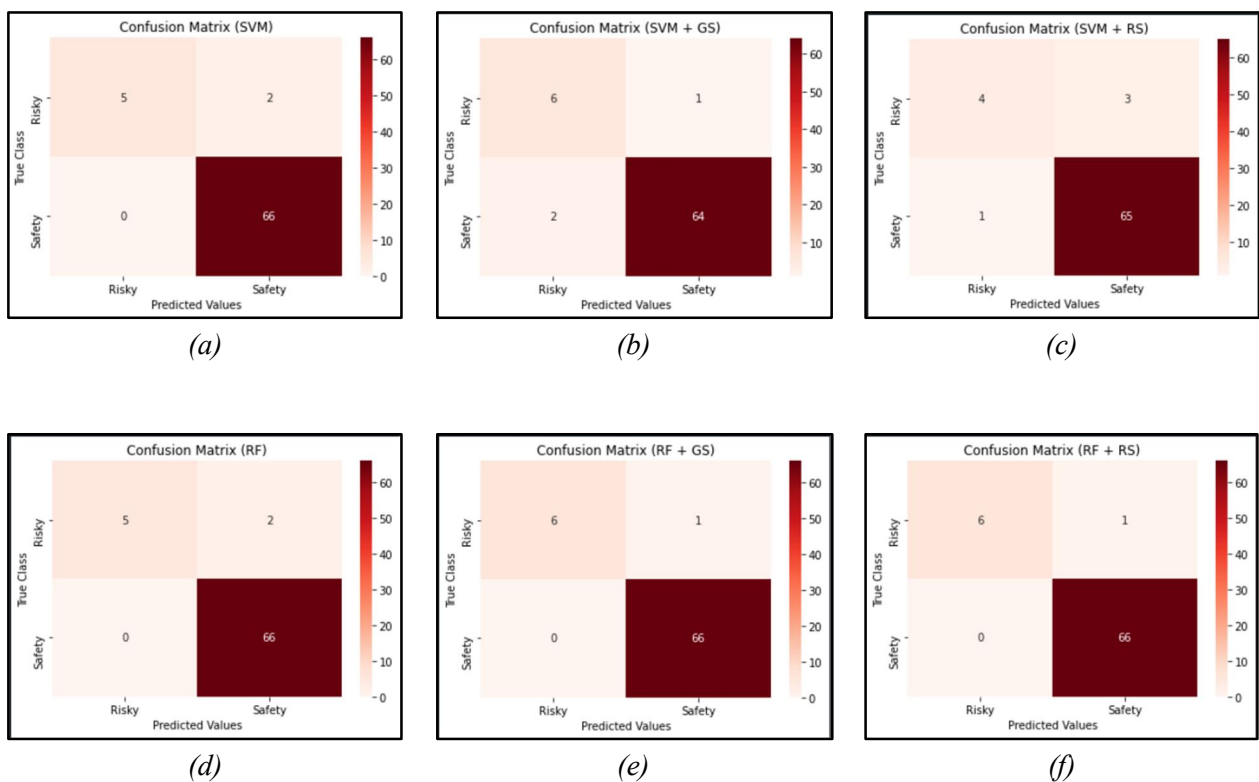 Confusion Matrix (SVM)
True Class
Risky
Safety
5
2
0
66
Risky
Safety
Predicted Values
60
50
40
30
20
10
0
(a)
Confusion Matrix (SVM + GS)
True Class
Risky
Safety
6
1
2
64
Risky
Safety
Predicted Values
60
50
40
30
20
10
(b)
Confusion Matrix (SVM + RS)
True Class
Risky
Safety
4
3
1
65
Risky
Safety
Predicted Values
60
50
40
30
20
10
(c)
Confusion Matrix (RF)
True Class
Risky
Safety
5
2
0
66
Risky
Safety
Predicted Values
60
50
40
30
20
10
0
(d)
Confusion Matrix (RF + GS)
True Class
Risky
Safety
6
1
0
66
Risky
Safety
Predicted Values
60
50
40
30
20
10
0
(e)
Confusion Matrix (RF + RS)
True Class
Risky
Safety
6
1
0
66
Risky
Safety
Predicted Values
60
50
40
30
20
10
0
(f)